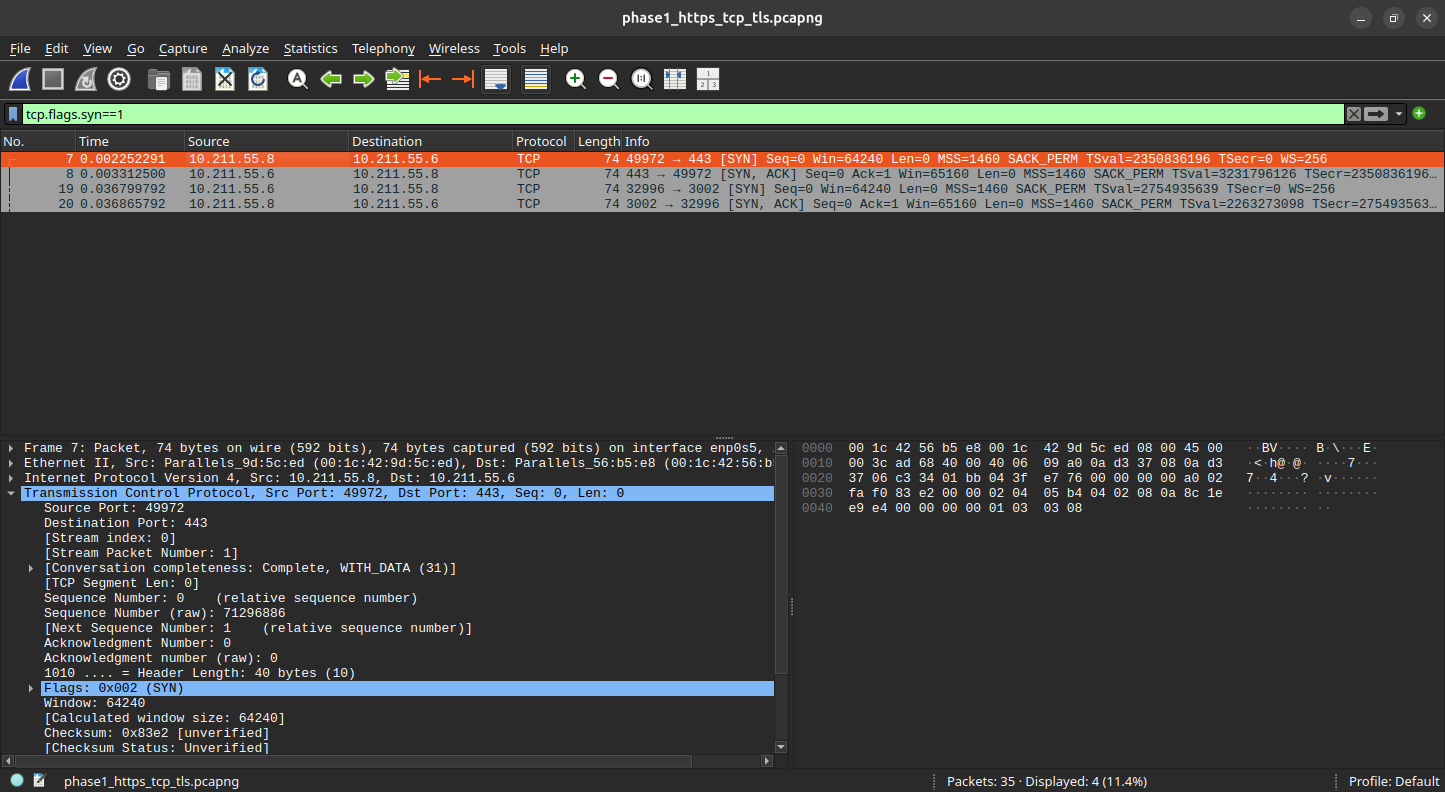 phase1_https_tcp_tls.pcapng
File Edit View Go Capture Analyze Statistics Telephony Wireless Tools Help
tcp.flags.syn==1
No. Time Source Destination Protocol Length Info
7 0.002252291 10.211.55.8 10.211.55.6 TCP 74 49972 → 443 [SYN] Seq=0 Win=64240 Len=0 MSS=1460 SACK_PERM TSval=2350836196 TSecr=0 WS=256
8 0.003312500 10.211.55.6 10.211.55.8 TCP 74 443 → 49972 [SYN, ACK] Seq=0 Ack=1 Win=65160 Len=0 MSS=1460 SACK_PERM TSval=3231796126 TSecr=2350836196…
19 0.036799792 10.211.55.6 10.211.55.8 TCP 74 32996 → 3002 [SYN] Seq=0 Win=64240 Len=0 MSS=1460 SACK_PERM TSval=2754935639 TSecr=0 WS=256
20 0.036865792 10.211.55.8 10.211.55.6 TCP 74 3002 → 32996 [SYN, ACK] Seq=0 Ack=1 Win=65160 Len=0 MSS=1460 SACK_PERM TSval=2263273098 TSecr=275493563…
Frame 7: Packet, 74 bytes on wire (592 bits), 74 bytes captured (592 bits) on interface enp0s5,
Ethernet II, Src: Parallels_9d:5c:ed (00:1c:42:9d:5c:ed), Dst: Parallels_56:b5:e8 (00:1c:42:56:b5
Internet Protocol Version 4, Src: 10.211.55.8, Dst: 10.211.55.6
Transmission Control Protocol, Src Port: 49972, Dst Port: 443, Seq: 0, Len: 0
Source Port: 49972
Destination Port: 443
[Stream index: 0]
[Stream Packet Number: 1]
[Conversation completeness: Complete, WITH_DATA (31)]
[TCP Segment Len: 0]
Sequence Number: 0    (relative sequence number)
Sequence Number (raw): 71296886
[Next Sequence Number: 1    (relative sequence number)]
Acknowledgment Number: 0
Acknowledgment number (raw): 0
1010 .... = Header Length: 40 bytes (10)
Flags: 0x002 (SYN)
Window: 64240
[Calculated window size: 64240]
Checksum: 0x83e2 [unverified]
[Checksum Status: Unverified]
0000 00 1c 42 56 b5 e8 00 1c 42 9d 5c ed 08 00 45 00 ··BV···· B·\···E·
0010 00 3c ad 68 40 00 40 06 09 a0 0a d3 37 08 0a d3 ·<·h@·@· ····7···
0020 37 06 c3 34 01 bb 04 3f e7 76 00 00 00 00 a0 02 7··4···? ·v······
0030 fa f0 83 e2 00 00 02 04 05 b4 04 02 08 0a 8c 1e ········ ········
0040 e9 e4 00 00 00 00 01 03 03 08 ········ ··
phase1_https_tcp_tls.pcapng Packets: 35 · Displayed: 4 (11.4%) Profile: Default